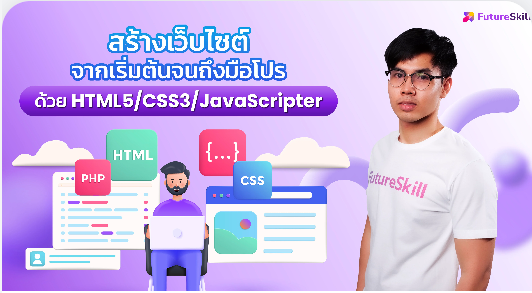 FutureSkill.
สร้างเว็บไซต์
จากเริ่มต้นจนถึงมือโปร
ด้วย HTML5/CSS3/JavaScripter
HTML
{...}
PHP
CSS
FutureSkill